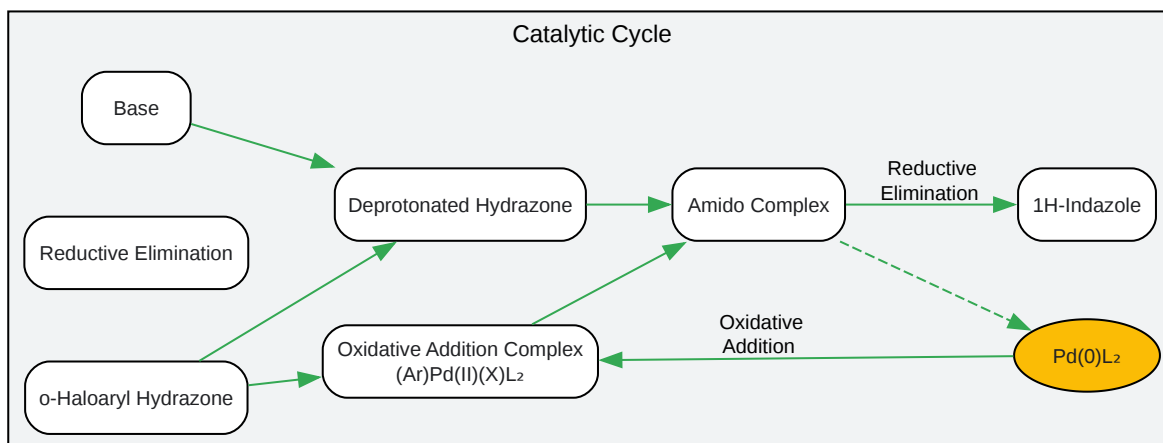 Catalytic Cycle
Base
Reductive
Elimination
Deprotonated Hydrazone
Amido Complex
1H-Indazole
Reductive Elimination
Oxidative
Addition
Oxidative Addition Complex
(Ar)Pd(II)(X)L₂
Pd(0)L₂
o-Haloaryl Hydrazone